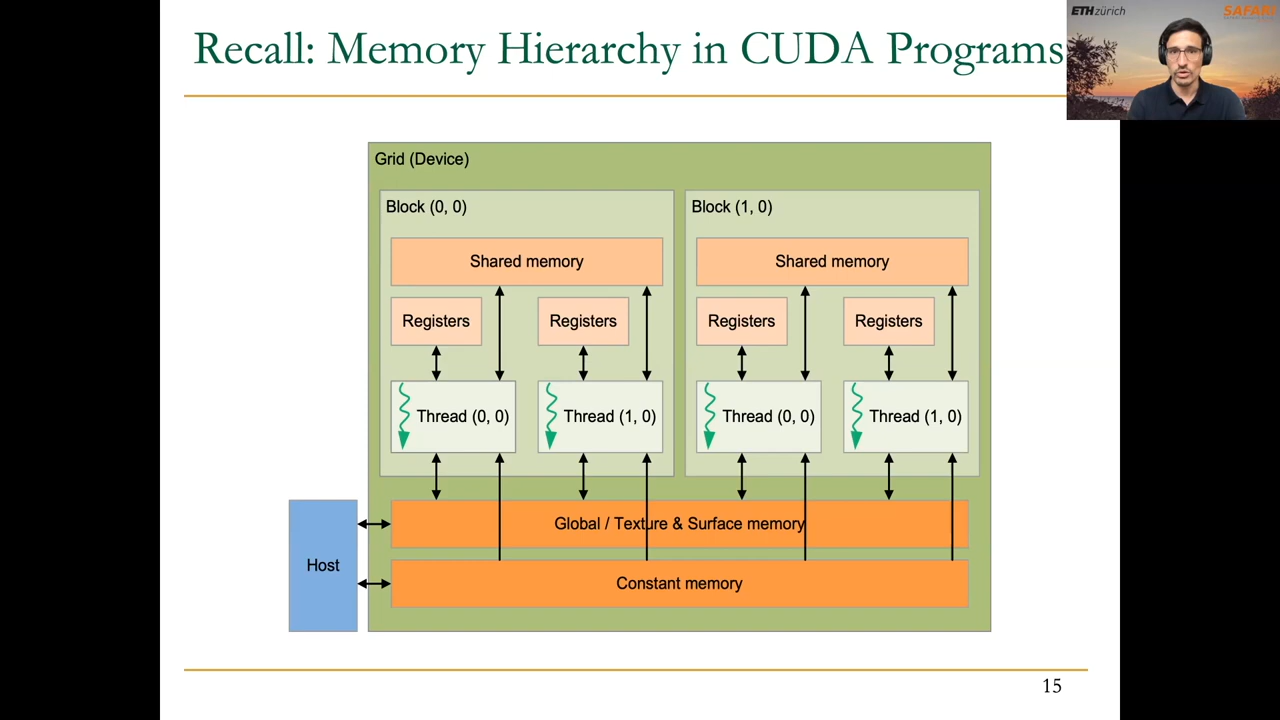 Recall: Memory Hierarchy in CUDA Programs
ETH zürich
SAFARI
Grid (Device)
Block (0, 0)
Block (1, 0)
Shared memory
Shared memory
Registers
Registers
Registers
Registers
Thread (0, 0)
Thread (1, 0)
Thread (0, 0)
Thread (1, 0)
Global / Texture & Surface memory
Host
Constant memory
15